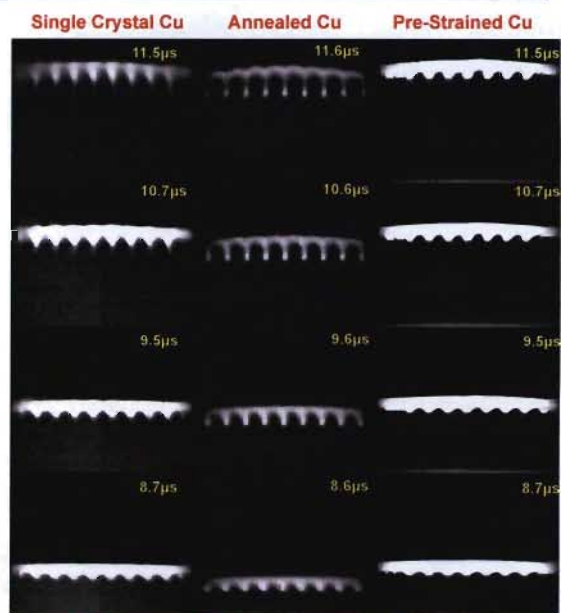 Single Crystal Cu Annealed Cu Pre-Strained Cu
11.5µs 11.6µs 11.5µs
10.7µs 10.6µs 10.7µs
9.5µs 9.6µs 9.5µs
8.7µs 8.6µs 8.7µs